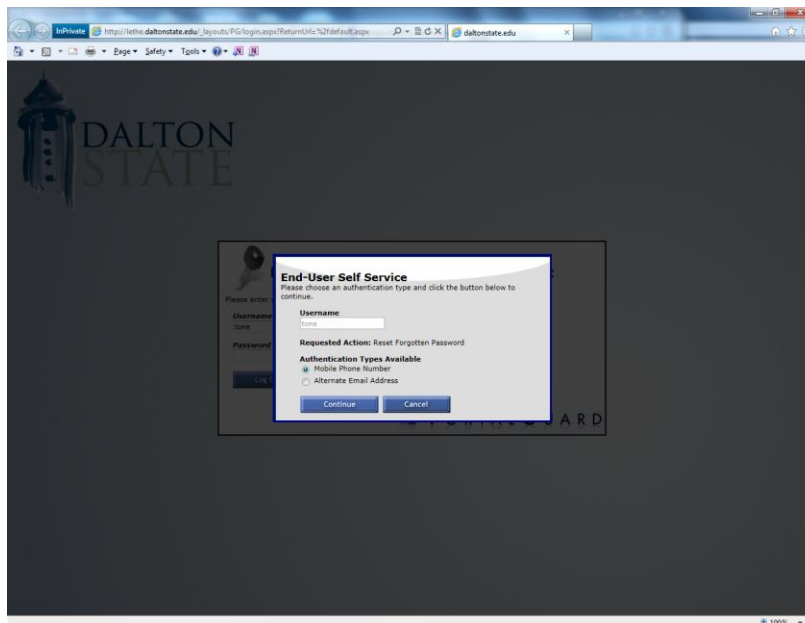 InPrivate http://lethe.daltonstate.edu/_layouts/PG/login.aspx?ReturnUrl=%2fdefault.aspx daltonstate.edu
Page Safety Tools
DALTON
STATE
End-User Self Service
Please choose an authentication type and click the button below to
continue.
Please enter
Username
tone
Username
tone
Password
Requested Action: Reset Forgotten Password
Authentication Types Available
Mobile Phone Number
Alternate Email Address
Log
Continue Cancel
ARD
100%